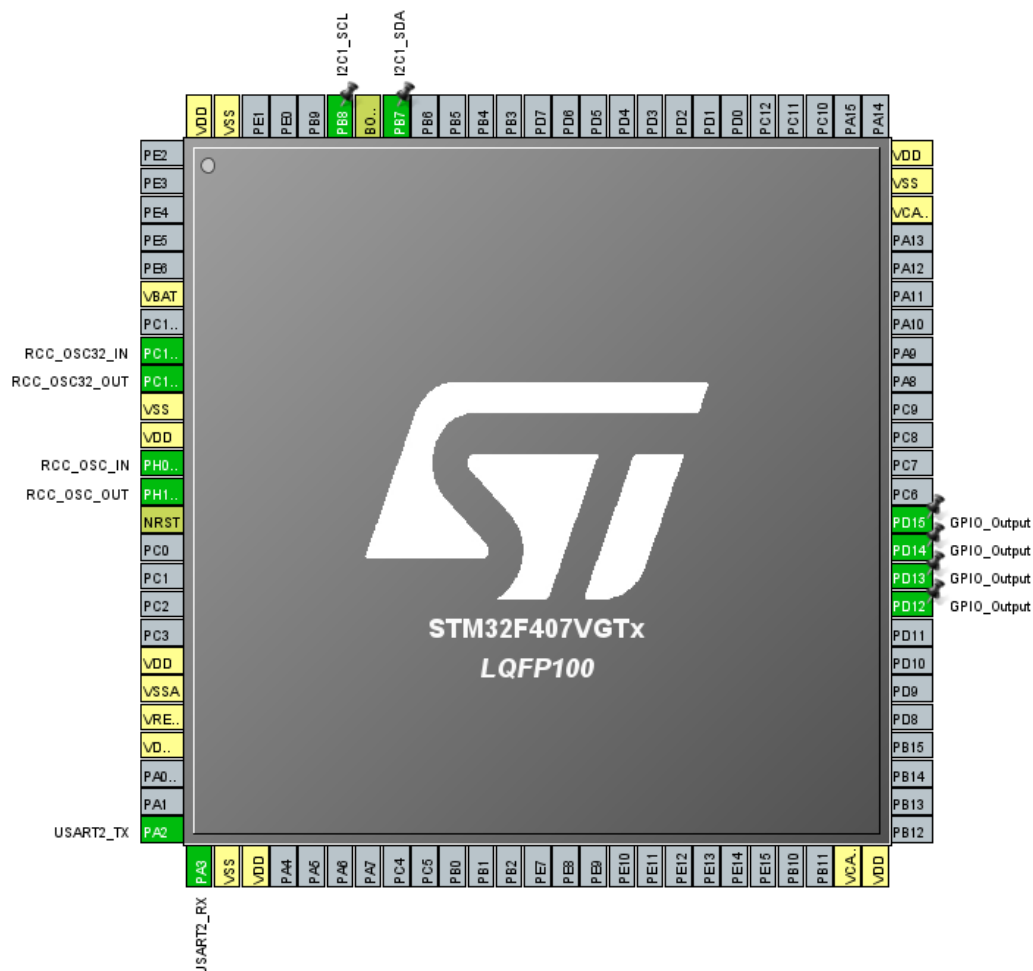 I2C1_SCL
I2C1_SDA
VDD
VSS
PE1
PE0
PB9
PB8
BO..
PB7
PB6
PB5
PB4
PB3
PD7
PD6
PD5
PD4
PD3
PD2
PD1
PD0
PC12
PC11
PC10
PA15
PA14
PE2
PE3
PE4
PE5
PE6
VBAT
PC1..
RCC_OSC32_IN PC1..
RCC_OSC32_OUT PC1..
VSS
VDD
RCC_OSC_IN PH0..
RCC_OSC_OUT PH1..
NRST
PC0
PC1
PC2
PC3
VDD
VSSA
VRE..
VD..
PA0..
PA1
USART2_TX PA2
ST
STM32F407VGTx
LQFP100
VDD
VSS
VCA..
PA13
PA12
PA11
PA10
PA9
PA8
PC9
PC8
PC7
PC6
PD15 GPIO_Output
PD14 GPIO_Output
PD13 GPIO_Output
PD12 GPIO_Output
PD11
PD10
PD9
PD8
PB15
PB14
PB13
PB12
PA3
VSS
VDD
PA4
PA5
PA6
PA7
PC4
PC5
PB0
PB1
PB2
PE7
PE8
PE9
PE10
PE11
PE12
PE13
PE14
PE15
PB10
PB11
VCA..
VDD
USART2_RX